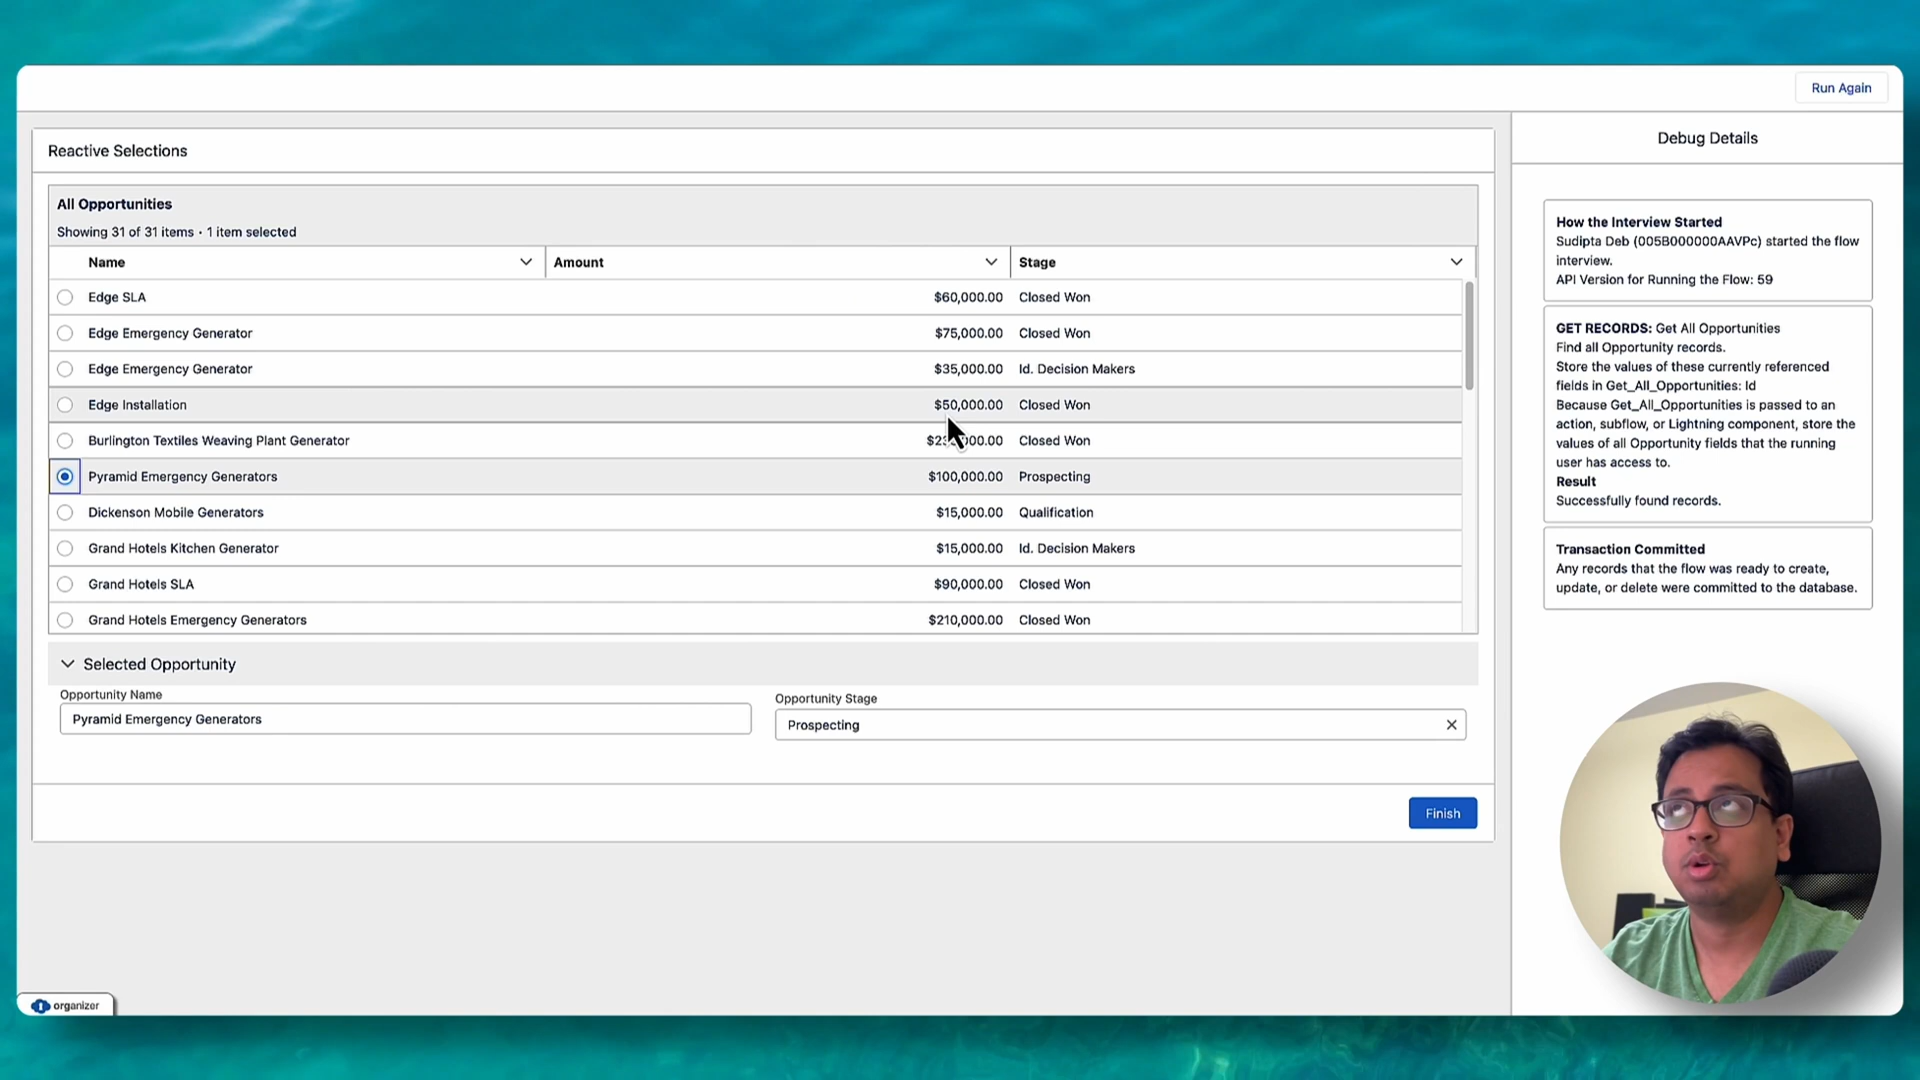 Run Again
Reactive Selections
All Opportunities
Showing 31 of 31 items • 1 item selected
Name Amount Stage
Edge SLA $60,000.00 Closed Won
Edge Emergency Generator $75,000.00 Closed Won
Edge Emergency Generator $35,000.00 Id. Decision Makers
Edge Installation $50,000.00 Closed Won
Burlington Textiles Weaving Plant Generator Closed Won
Pyramid Emergency Generators $100,000.00 Prospecting
Dickenson Mobile Generators $15,000.00 Qualification
Grand Hotels Kitchen Generator $15,000.00 Id. Decision Makers
Grand Hotels SLA $90,000.00 Closed Won
Grand Hotels Emergency Generators $210,000.00 Closed Won
Selected Opportunity
Opportunity Name
Pyramid Emergency Generators
Opportunity Stage
Prospecting
Finish
Debug Details
How the Interview Started
Sudipta Deb (005B000000AAVPc) started the flow
interview.
API Version for Running the Flow: 59
GET RECORDS: Get All Opportunities
Find all Opportunity records.
Store the values of these currently referenced
fields in Get_All_Opportunities: Id
Because Get_All_Opportunities is passed to an
action, subflow, or Lightning component, store the
values of all Opportunity fields that the running
user has access to.
Result
Successfully found records.
Transaction Committed
Any records that the flow was ready to create,
update, or delete were committed to the database.
organizer